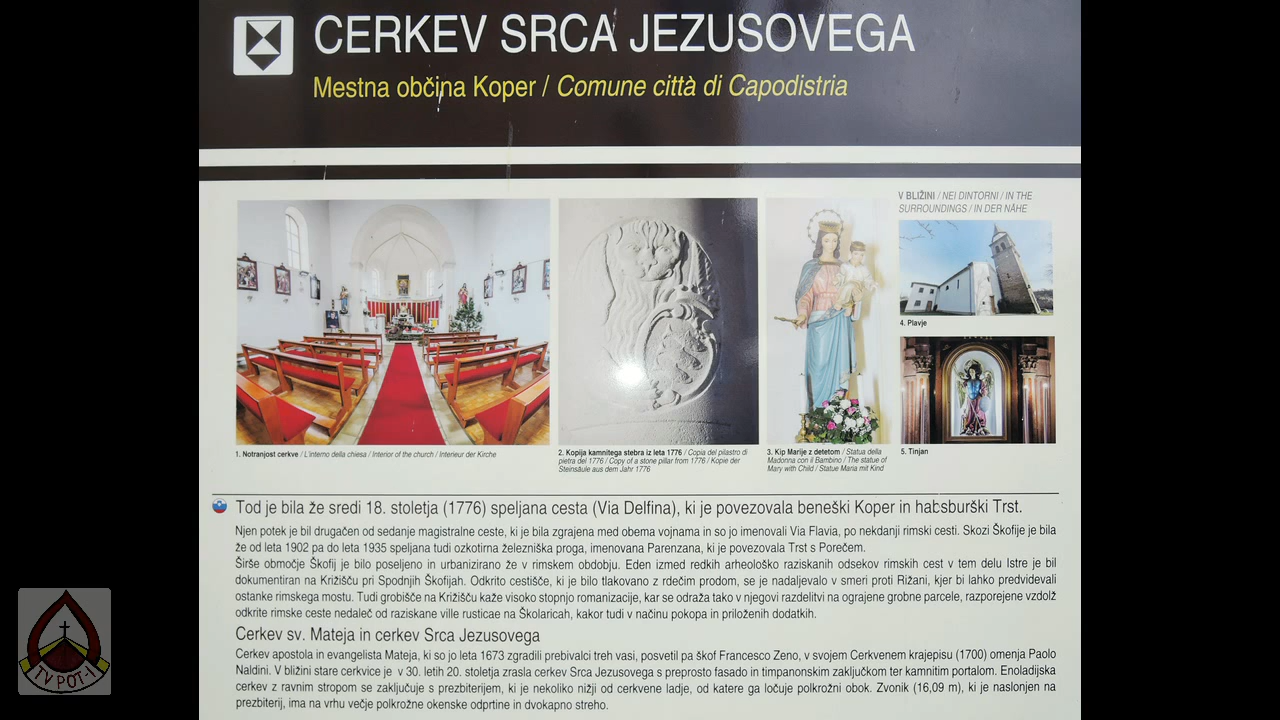 CERKEV SRCA JEZUSOVEGA
Mestna občina Koper / Comune città di Capodistria
V BLIŽINI / NEI DINTORNI / IN THE
SURROUNDINGS / IN DER NÄHE
4. Plavje
1. Notranjost cerkve / L'interno della chiesa / Interior of the church / Interieur der Kirche
2. Kopija kamnitega stebra iz leta 1776 / Copia del pilastro di
pietra del 1776 / Copy of a stone pillar from 1776 / Kopie der
Steinsäule aus dem Jahr 1776
3. Kip Marije z detetom / Statua della
Madonna con il Bambino / The statue of
Mary with Child / Statue Maria mit Kind
5. Tinjan
Tod je bila že sredi 18. stoletja (1776) speljana cesta (Via Delfina), ki je povezovala beneški Koper in habsburški Trst.
Njen potek je bil drugačen od sedanje magistralne ceste, ki je bila zgrajena med obema vojnama in so jo imenovali Via Flavia, po nekdanji rimski cesti. Skozi Škofije je bila
že od leta 1902 pa do leta 1935 speljana tudi ozkotirna železniška proga, imenovana Parenzana, ki je povezovala Trst s Porečem.
Širše območje Škofij je bilo poseljeno in urbanizirano že v rimskem obdobju. Eden izmed redkih arheološko raziskanih odsekov rimskih cest v tem delu Istre je bil
dokumentiran na Križišču pri Spodnjih Škofijah. Odkrito cestišče, ki je bilo tlakovano z rdečim prodom, se je nadaljevalo v smeri proti Rižani, kjer bi lahko predvidevali
ostanke rimskega mostu. Tudi grobišče na Križišču kaže visoko stopnjo romanizacije, kar se odraža tako v njegovi razdelitvi na ograjene grobne parcele, razporejene vzdolž
odkrite rimske ceste nedaleč od raziskane ville rusticae na Školaricah, kakor tudi v načinu pokopa in priloženih dodatkih.
Cerkev sv. Mateja in cerkev Srca Jezusovega
Cerkev apostola in evangelista Mateja, ki so jo leta 1673 zgradili prebivalci treh vasi, posvetil pa škof Francesco Zeno, v svojem Cerkvenem krajepisu (1700) omenja Paolo
Naldini. V bližini stare cerkvice je v 30. letih 20. stoletja zrasla cerkev Srca Jezusovega s preprosto fasado in timpanonskim zaključkom ter kamnitim portalom. Enoladijska
cerkev z ravnim stropom se zaključuje s prezbiterijem, ki je nekoliko nižji od cerkvene ladje, od katere ga ločuje polkrožni obok. Zvonik (16,09 m), ki je naslonjen na
prezbiterij, ima na vrhu večje polkrožne okenske odprtine in dvokapno streho.
TV POT-1